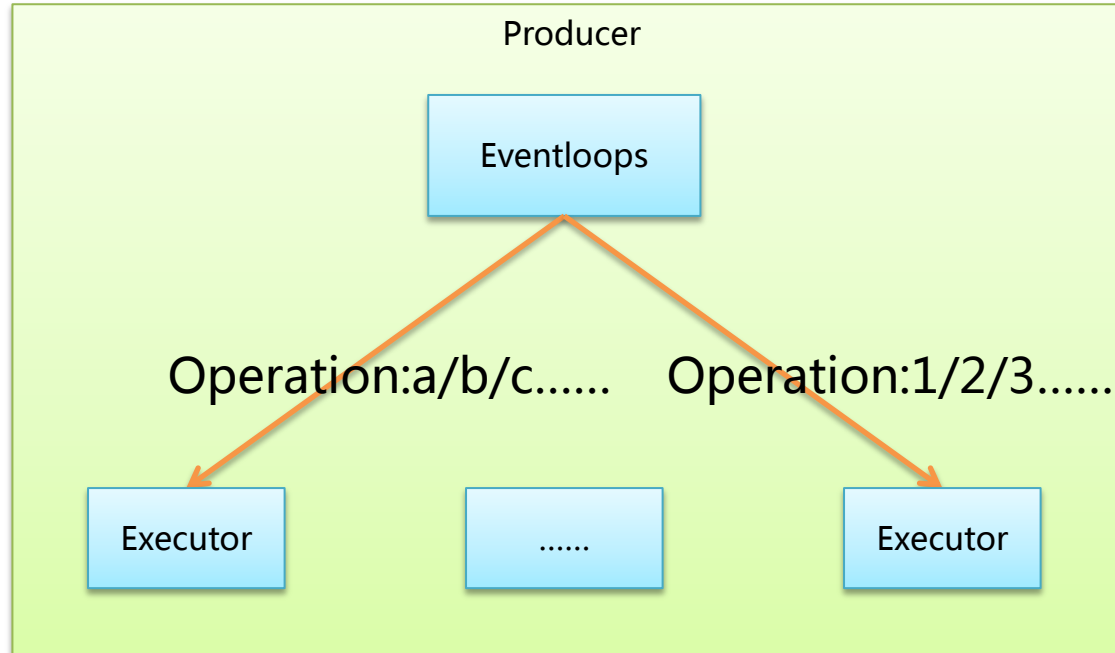 Producer
Eventloops
Operation:a/b/c......
Operation:1/2/3......
Executor
......
Executor